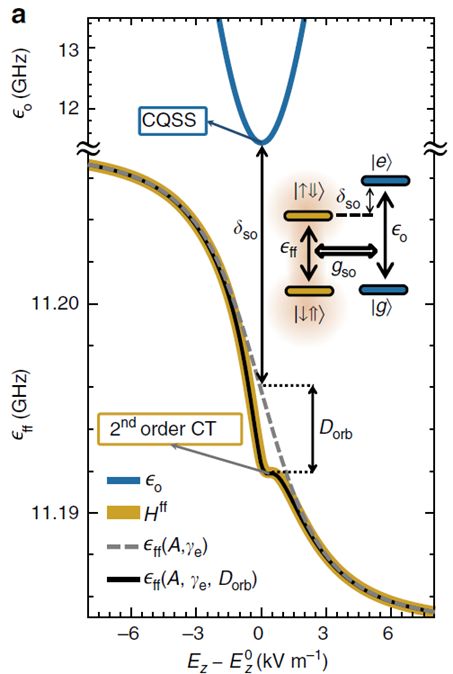 a
13
12
ϵo (GHz)
CQSS
|e⟩
|↑⇓⟩
δso
δso
ϵff
ϵo
gso
|↓⇑⟩
|g⟩
11.20
ϵff (GHz)
Dorb
2nd order CT
ϵo
Hff
ϵff(A,γe)
ϵff(A, γe, Dorb)
11.19
−6 −3 0 3 6
Ez − Ez0 (kV m−1)